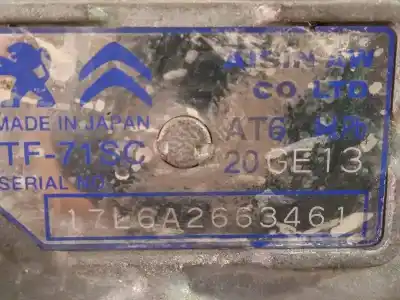 AISIN AW
CO.,LTD
MADE IN JAPAN
TF-71SC
AT6
20GE13
SERIAL NO
17L6A2663461